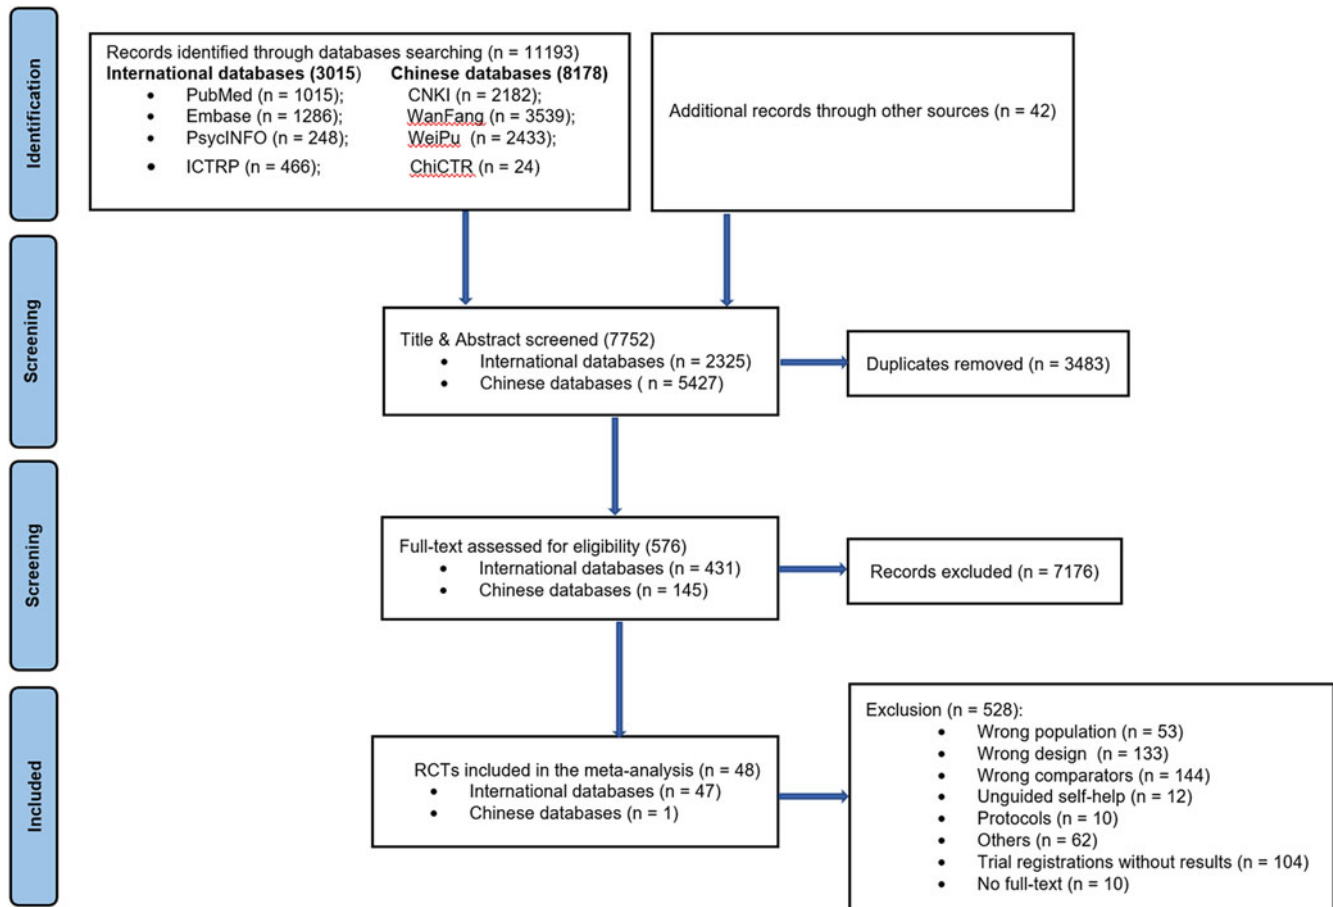 Identification
Records identified through databases searching (n = 11193)
International databases (3015) Chinese databases (8178)
• PubMed (n = 1015); CNKI (n = 2182);
• Embase (n = 1286); WanFang (n = 3539);
• PsycINFO (n = 248); WeiPu (n = 2433);
• ICTRP (n = 466); ChiCTR (n = 24)
Additional records through other sources (n = 42)
Screening
Title & Abstract screened (7752)
• International databases (n = 2325)
• Chinese databases ( n = 5427)
Duplicates removed (n = 3483)
Screening
Full-text assessed for eligibility (576)
• International databases (n = 431)
• Chinese databases (n = 145)
Records excluded (n = 7176)
Included
RCTs included in the meta-analysis (n = 48)
• International databases (n = 47)
• Chinese databases (n = 1)
Exclusion (n = 528):
• Wrong population (n = 53)
• Wrong design (n = 133)
• Wrong comparators (n = 144)
• Unguided self-help (n = 12)
• Protocols (n = 10)
• Others (n = 62)
• Trial registrations without results (n = 104)
• No full-text (n = 10)